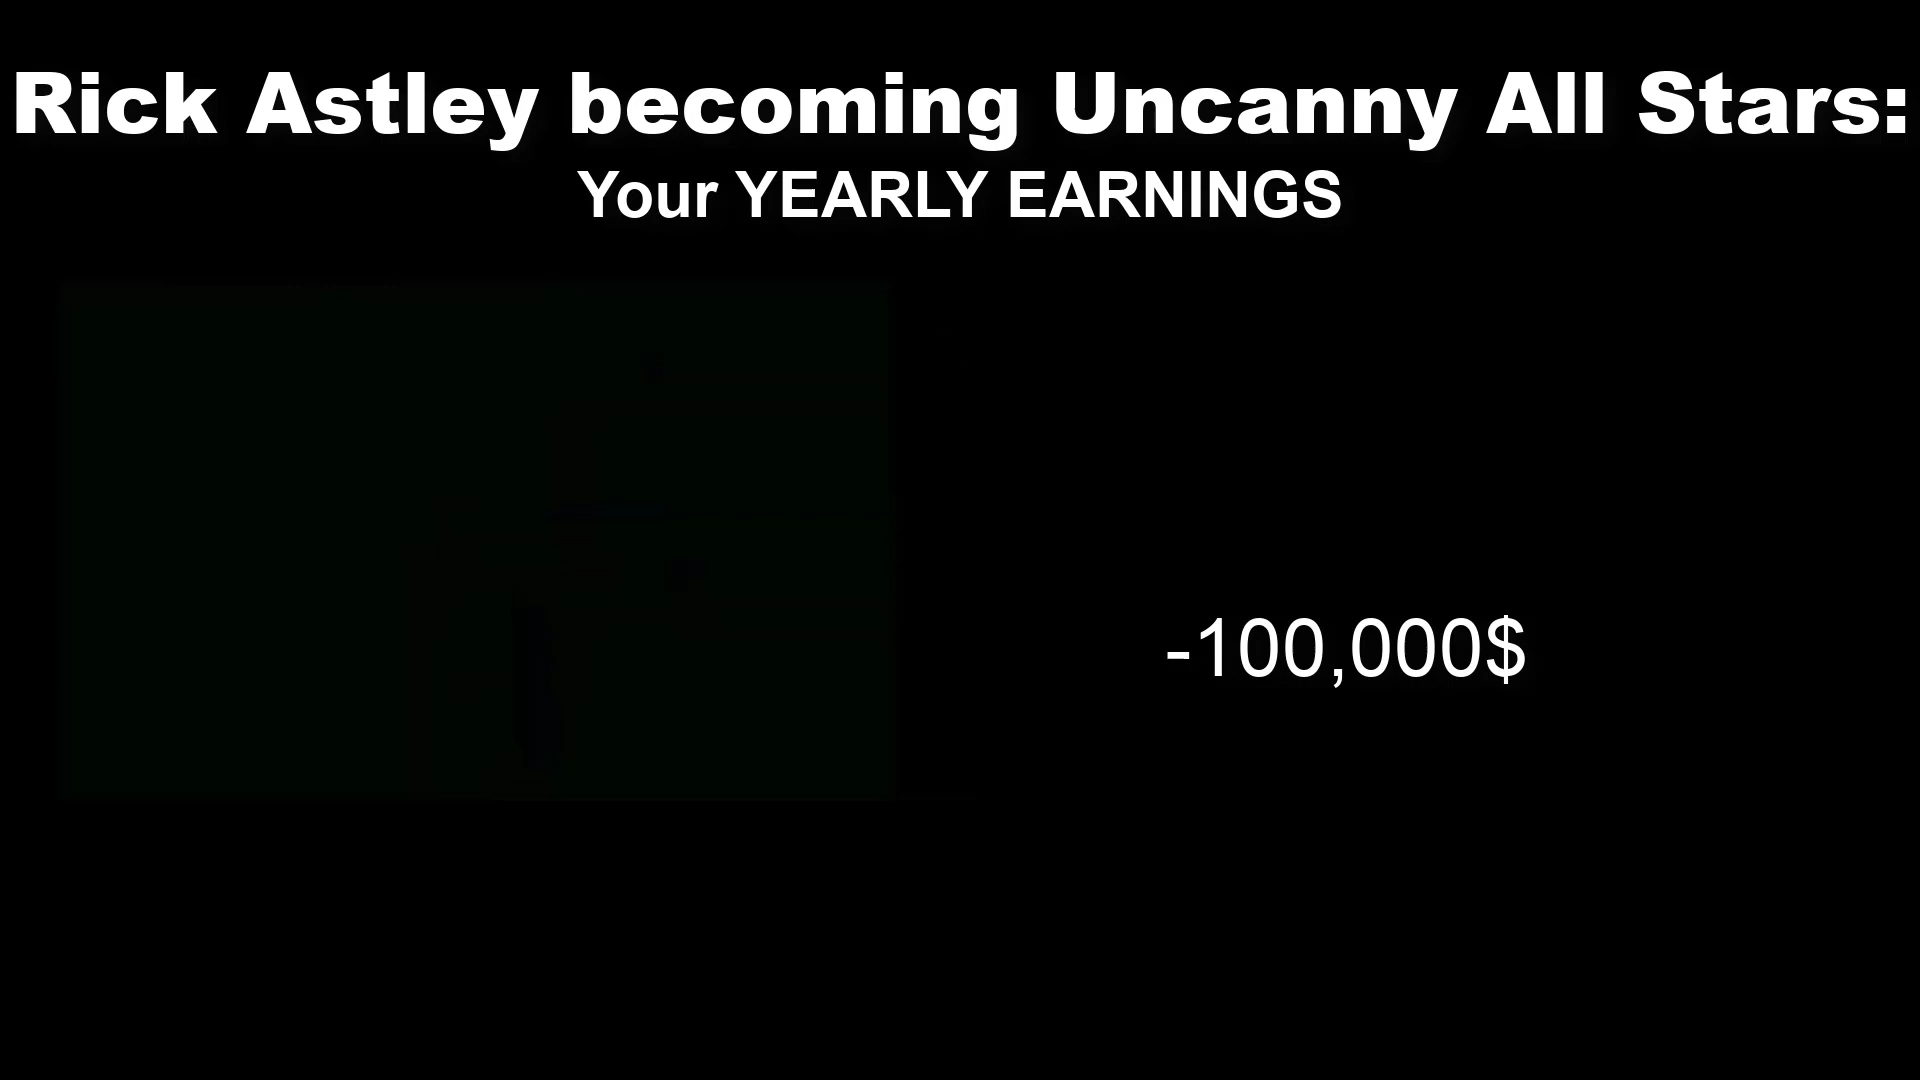 Rick Astley becoming Uncanny All Stars:
Your YEARLY EARNINGS
-100,000$